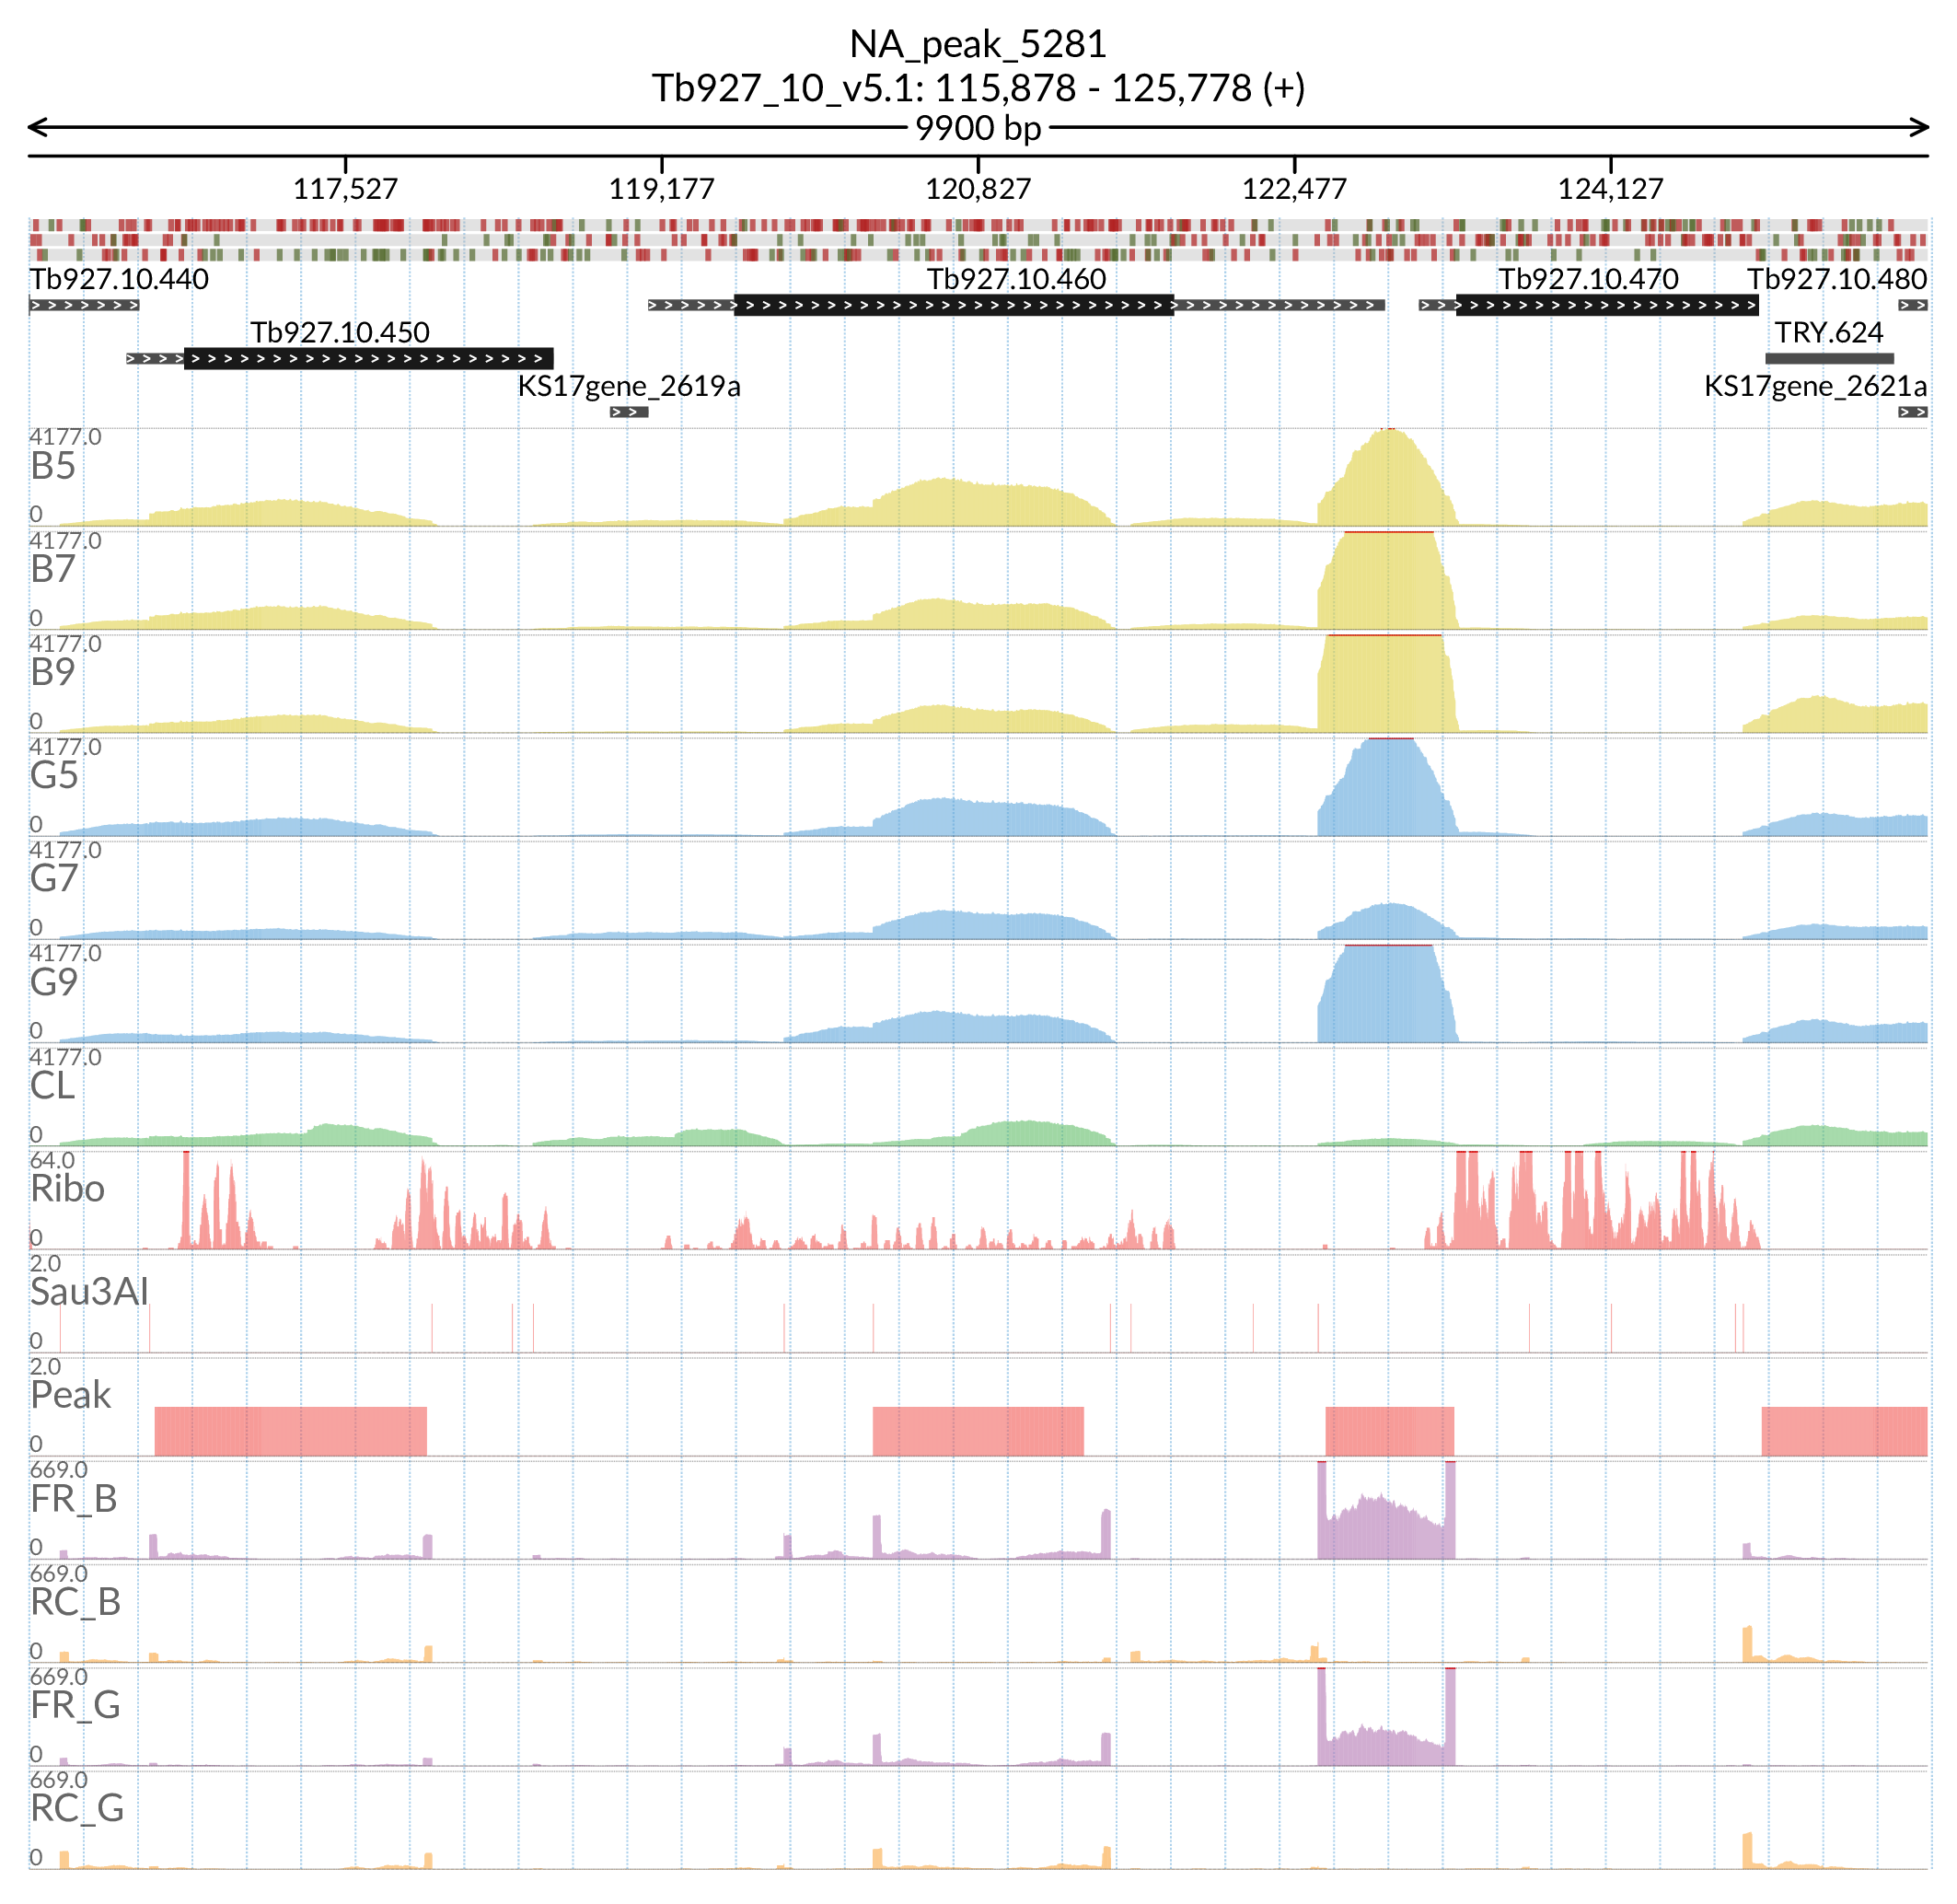 NA_peak_5281
Tb927_10_v5.1: 115,878 - 125,778 (+)
9900 bp
117,527 119,177 120,827 122,477 124,127
Tb927.10.440 Tb927.10.460 Tb927.10.470 Tb927.10.480
Tb927.10.450 TRY.624
KS17gene_2619a KS17gene_2621a
4177.0
B5
0
4177.0
B7
0
4177.0
B9
0
4177.0
G5
0
4177.0
G7
0
4177.0
G9
0
4177.0
CL
0
64.0
Ribo
0
2.0
Sau3AI
0
2.0
Peak
0
669.0
FR_B
0
669.0
RC_B
0
669.0
FR_G
0
669.0
RC_G
0